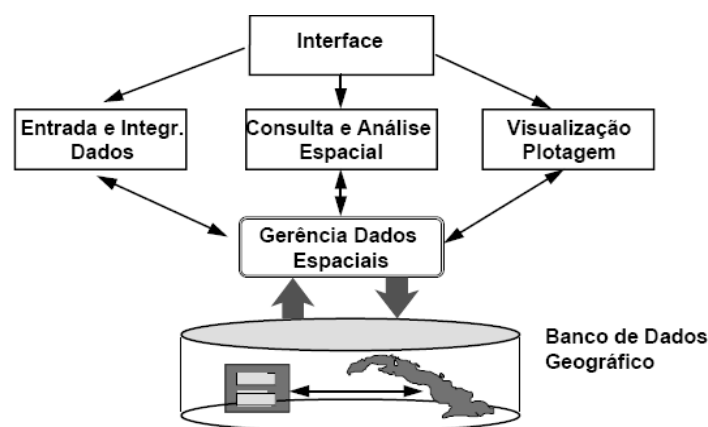 Interface
Entrada e Integr.
Dados
Consulta e Análise
Espacial
Visualização
Plotagem
Gerência Dados
Espaciais
Banco de Dados
Geográfico